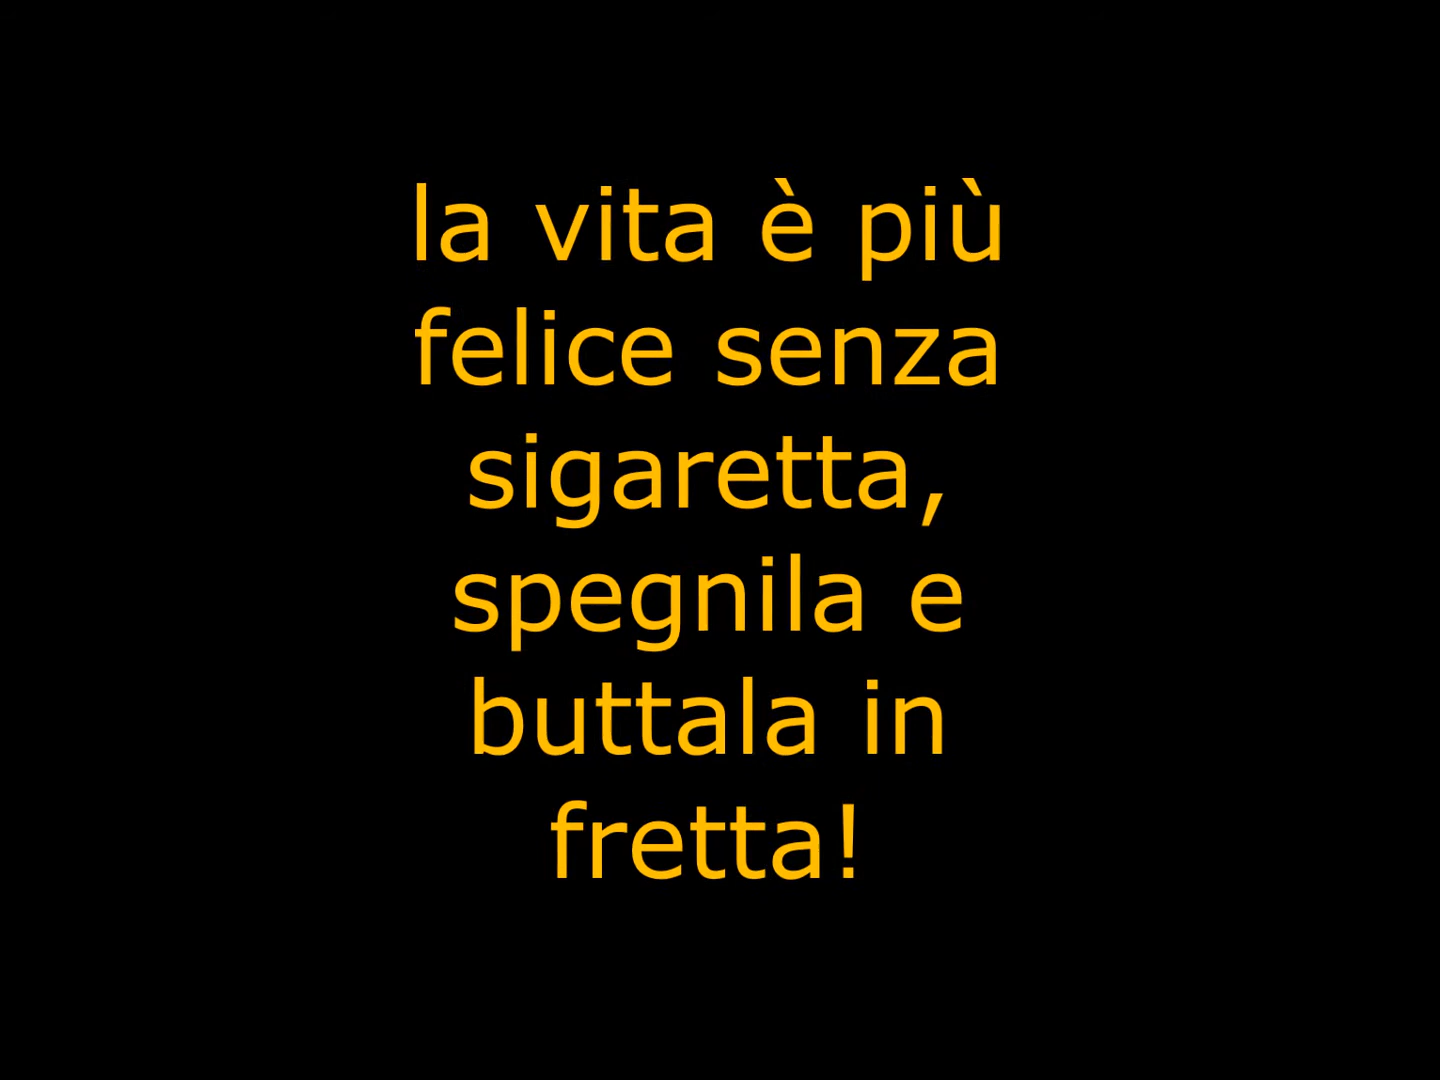 la vita è più
felice senza
sigaretta,
spegnila e
buttala in
fretta!